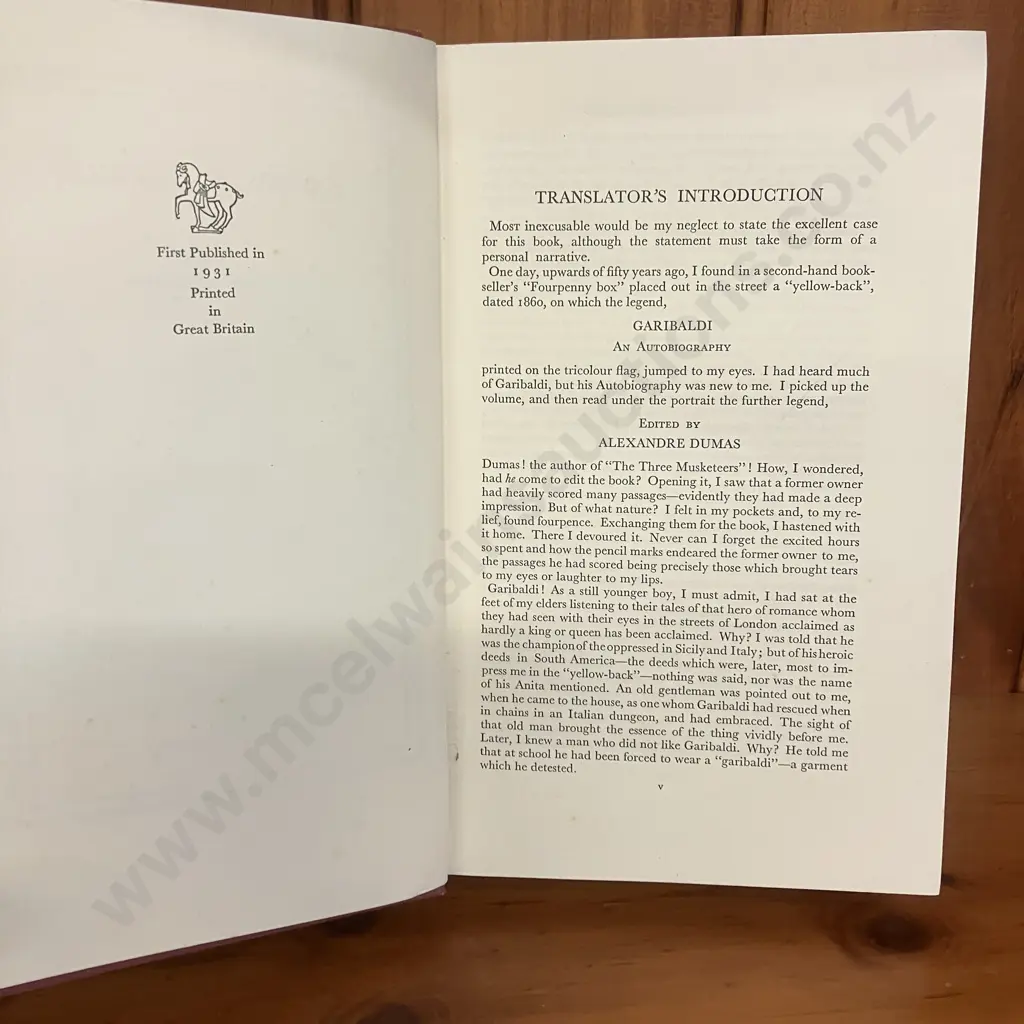 First Published in
1931
Printed
in
Great Britain
TRANSLATOR'S INTRODUCTION
Most inexcusable would be my neglect to state the excellent case
for this book, although the statement must take the form of a
personal narrative.
One day, upwards of fifty years ago, I found in a second-hand book-
seller's "Fourpenny box" placed out in the street a "yellow-back",
dated 1860, on which the legend,
GARIBALDI
An Autobiography
printed on the tricolour flag, jumped to my eyes. I had heard much
of Garibaldi, but his Autobiography was new to me. I picked up the
volume, and then read under the portrait the further legend,
Edited by
ALEXANDRE DUMAS
Dumas! the author of "The Three Musketeers"! How, I wondered,
had he come to edit the book? Opening it, I saw that a former owner
had heavily scored many passages—evidently they had made a deep
impression. But of what nature? I felt in my pockets and, to my re-
lief, found fourpence. Exchanging them for the book, I hastened with
it home. There I devoured it. Never can I forget the excited hours
so spent and how the pencil marks endeared the former owner to me,
the passages he had scored being precisely those which brought tears
to my eyes or laughter to my lips.
Garibaldi! As a still younger boy, I must admit, I had sat at the
feet of my elders listening to their tales of that hero of romance whom
they had seen with their eyes in the streets of London acclaimed as
hardly a king or queen has been acclaimed. Why? I was told that he
was the champion of the oppressed in Sicily and Italy; but of his heroic
deeds in South America—the deeds which were, later, most to im-
press me in the "yellow-back"—nothing was said, nor was the name
of his Anita mentioned. An old gentleman was pointed out to me,
when he came to the house, as one whom Garibaldi had rescued when
in chains in an Italian dungeon, and had embraced. The sight of
that old man brought the essence of the thing vividly before me.
Later, I knew a man who did not like Garibaldi. Why? He told me
that at school he had been forced to wear a "garibaldi"—a garment
which he detested.
v
www.mcelwainsauctions.co.nz